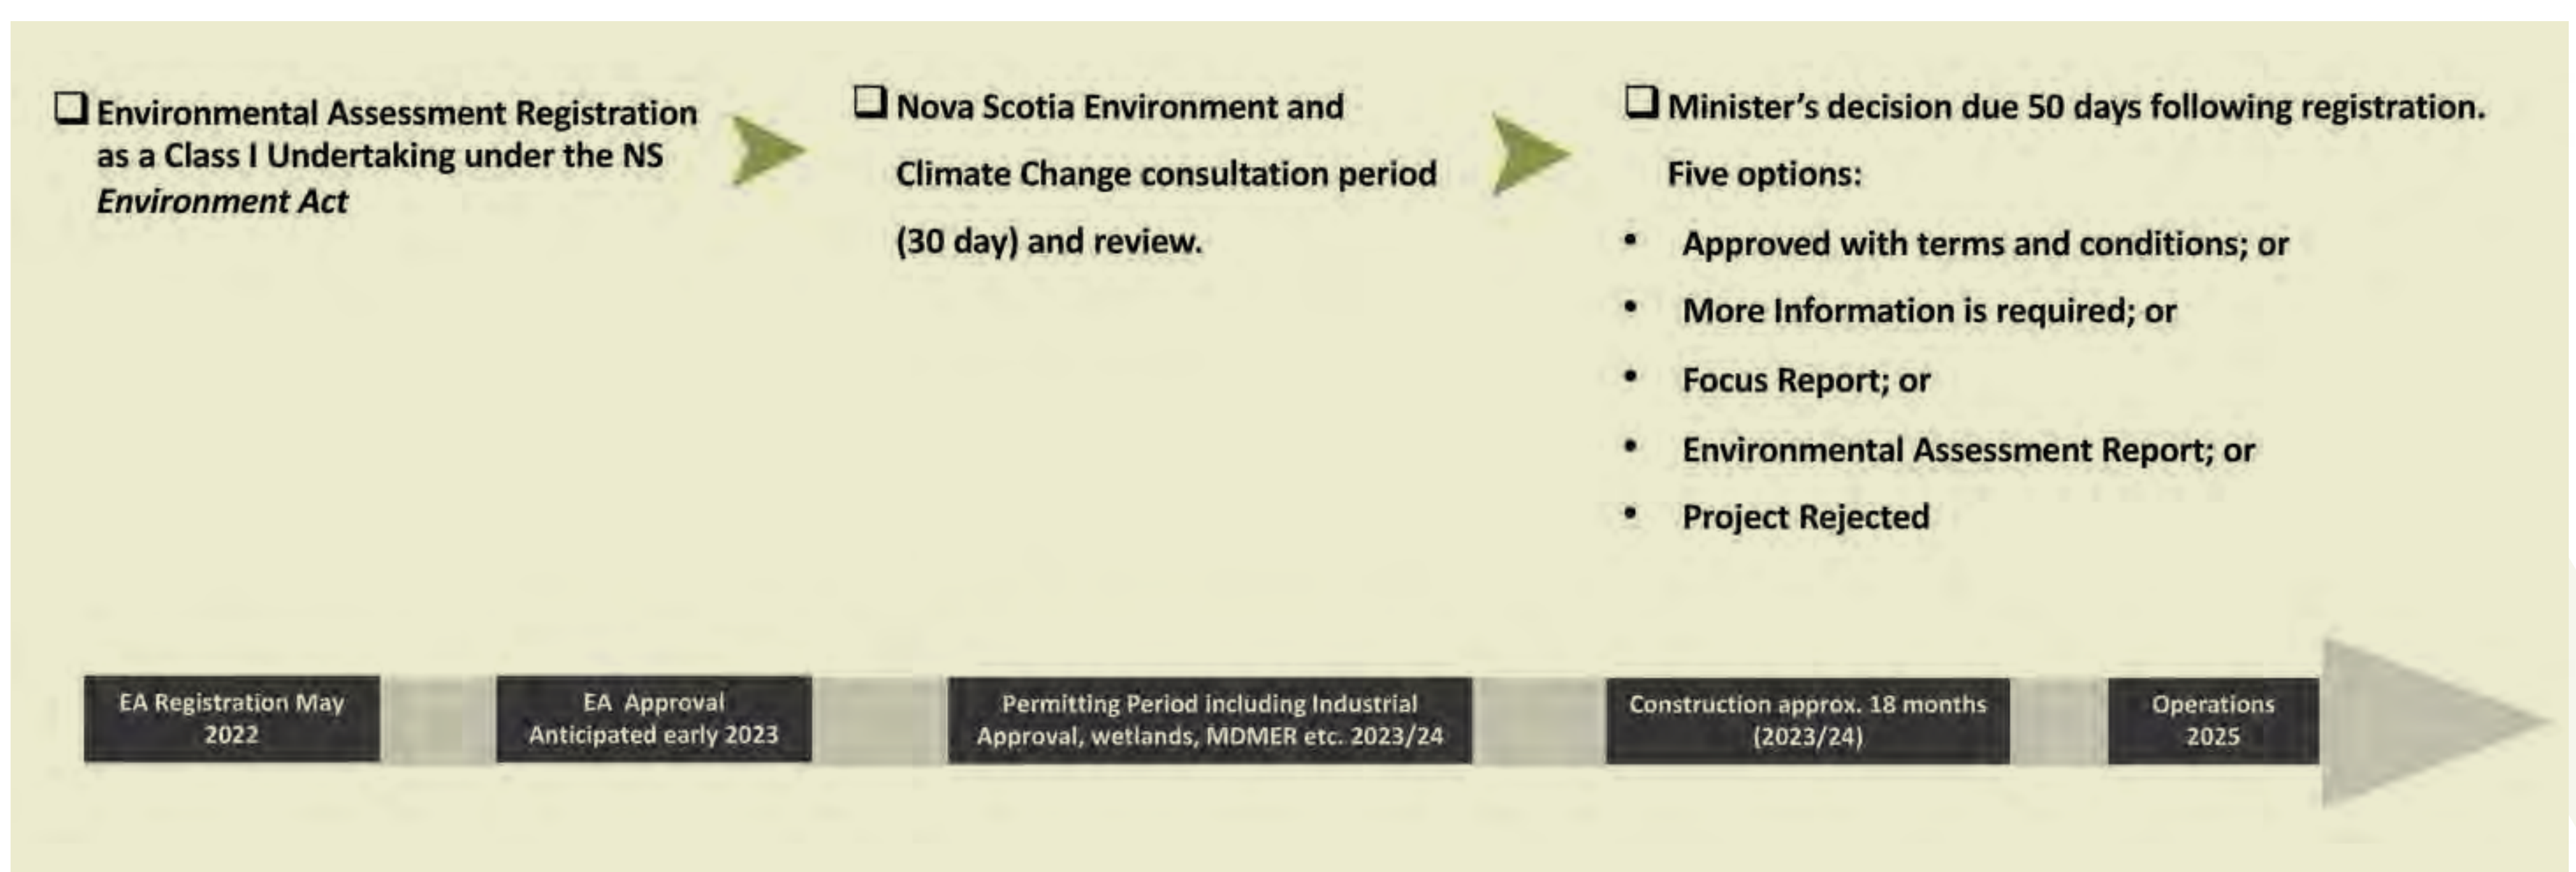 ❑ Environmental Assessment Registration
as a Class I Undertaking under the NS
Environment Act
❑ Nova Scotia Environment and
Climate Change consultation period
(30 day) and review.
❑ Minister's decision due 50 days following registration.
Five options:
• Approved with terms and conditions; or
• More Information is required; or
• Focus Report; or
• Environmental Assessment Report; or
• Project Rejected
EA Registration May
2022
EA Approval
Anticipated early 2023
Permitting Period including Industrial
Approval, wetlands, MDMER etc. 2023/24
Construction approx. 18 months
(2023/24)
Operations
2025